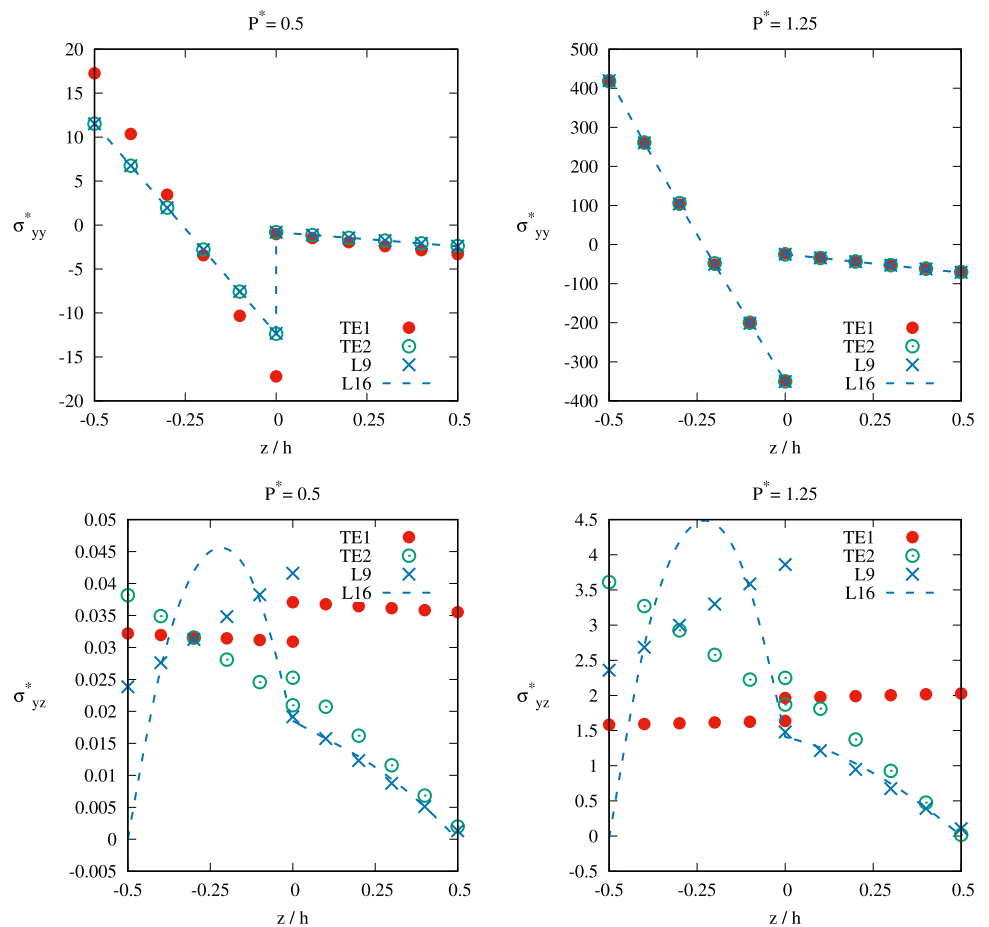 P* = 0.5
20
15
10
5
0
-5
-10
-15
-20
σ*yy
TE1
TE2
L9
L16
-0.5 -0.25 0 0.25 0.5
z / h
P* = 1.25
500
400
300
200
100
0
-100
-200
-300
-400
σ*yy
TE1
TE2
L9
L16
-0.5 -0.25 0 0.25 0.5
z / h
P* = 0.5
0.05
0.045
0.04
0.035
0.03
0.025
0.02
0.015
0.01
0.005
0
-0.005
σ*yz
TE1
TE2
L9
L16
-0.5 -0.25 0 0.25 0.5
z / h
P* = 1.25
4.5
4
3.5
3
2.5
2
1.5
1
0.5
0
-0.5
σ*yz
TE1
TE2
L9
L16
-0.5 -0.25 0 0.25 0.5
z / h